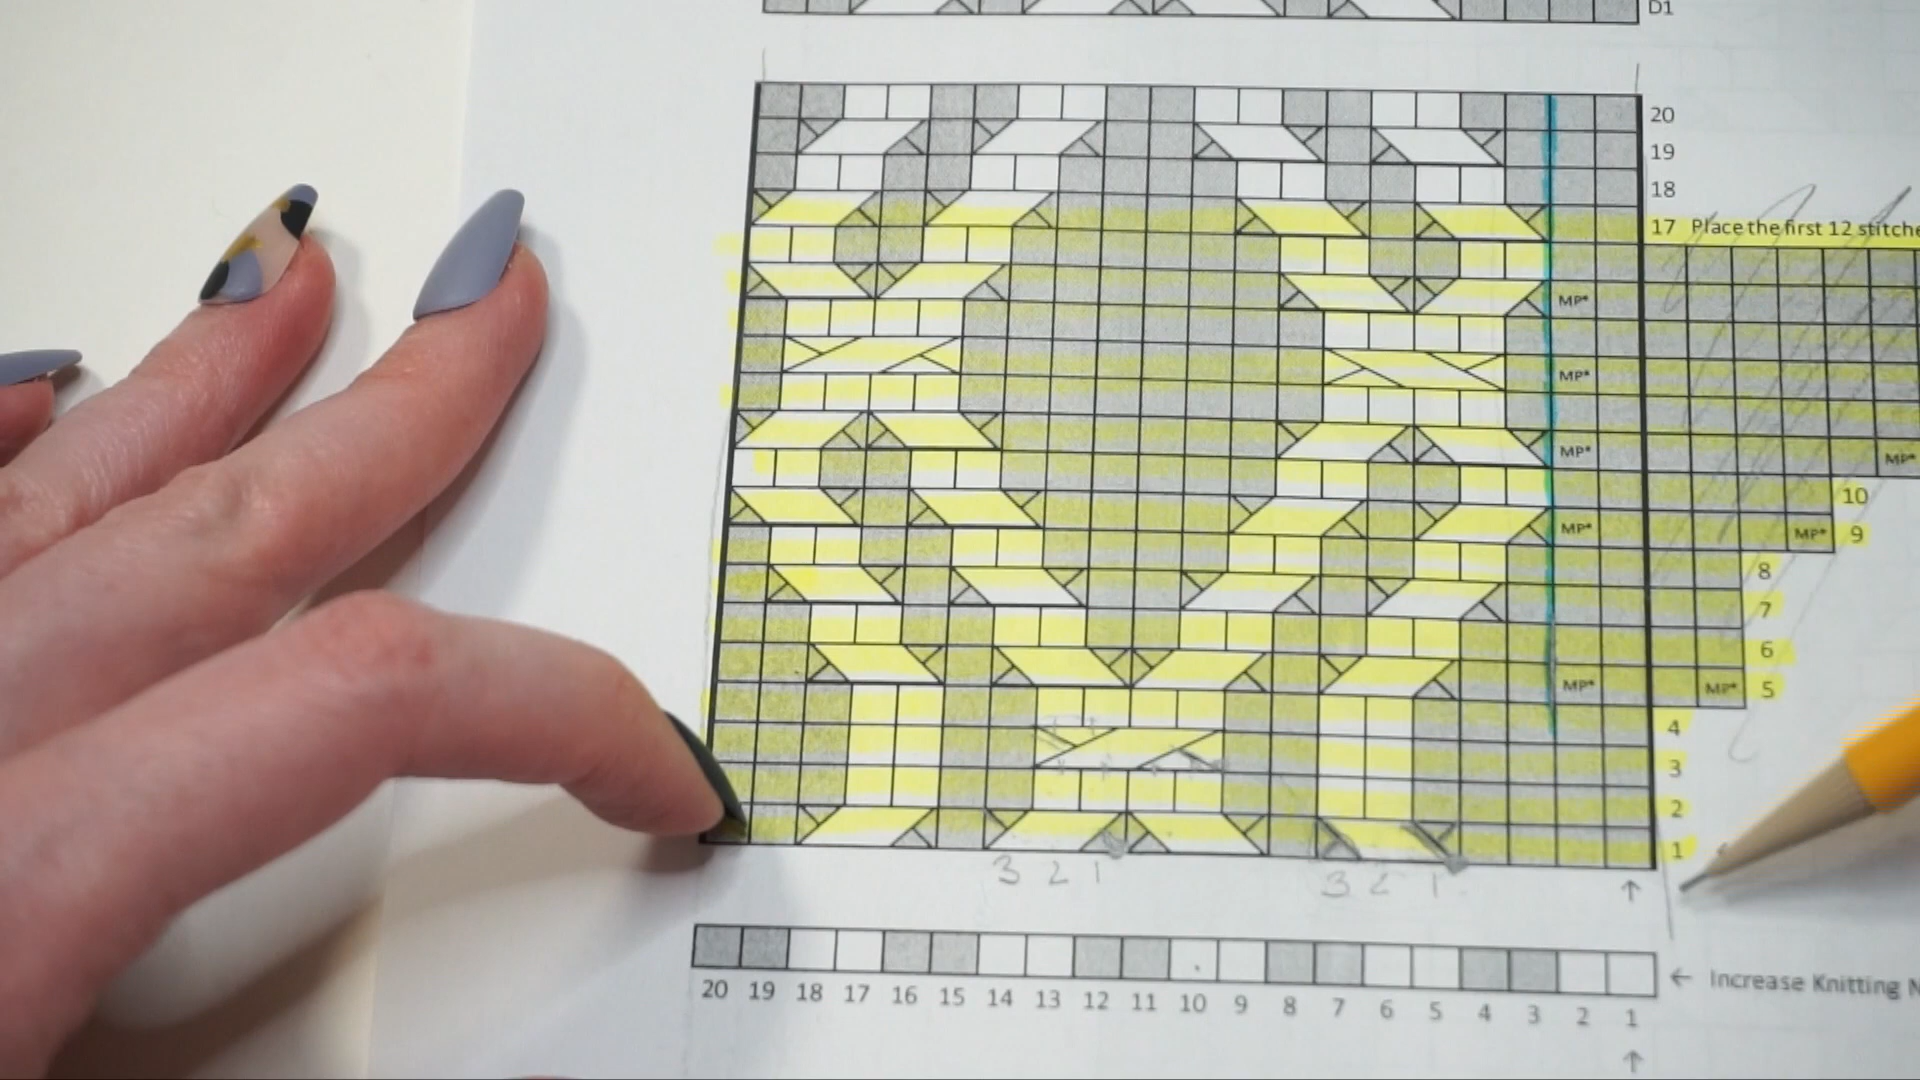 D1
20
19
18
17 Place the first 12 stitche
MP*
MP*
MP* MP*
10
MP* MP* 9
8
7
6
MP* MP* 5
4
3
2
1
3 2 1 3 2 1 ↑
← Increase Knitting N
20 19 18 17 16 15 14 13 12 11 10 9 8 7 6 5 4 3 2 1
↑